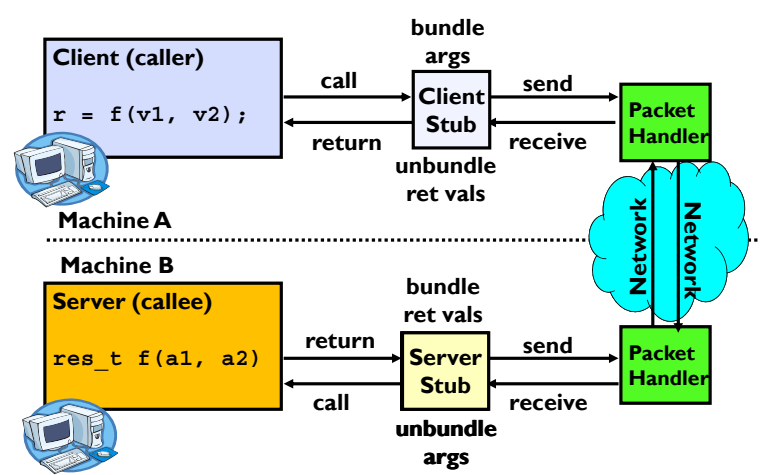 Client (caller)
r = f(v1, v2);
call
return
bundle
args
Client
Stub
unbundle
ret vals
send
receive
Packet
Handler
Machine A
Network
Network
Machine B
Server (callee)
res_t f(a1, a2)
return
call
bundle
ret vals
Server
Stub
unbundle
args
send
receive
Packet
Handler